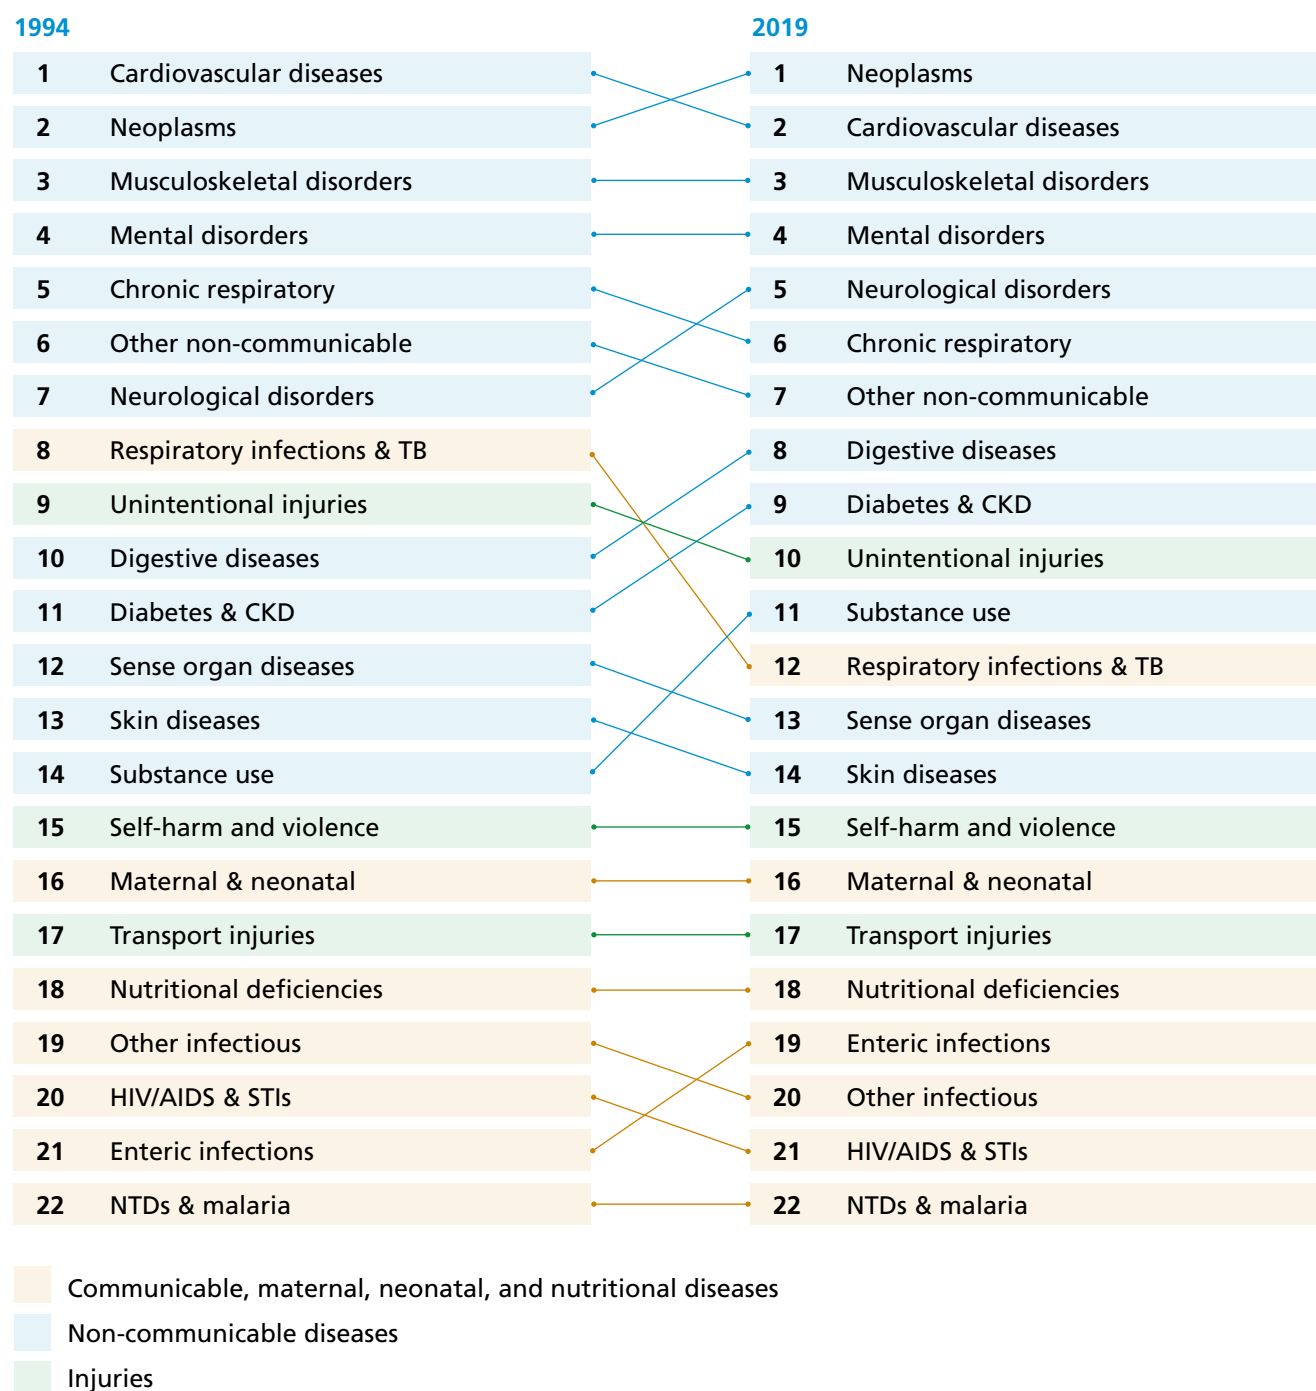 1994
1 Cardiovascular diseases
2 Neoplasms
3 Musculoskeletal disorders
4 Mental disorders
5 Chronic respiratory
6 Other non-communicable
7 Neurological disorders
8 Respiratory infections & TB
9 Unintentional injuries
10 Digestive diseases
11 Diabetes & CKD
12 Sense organ diseases
13 Skin diseases
14 Substance use
15 Self-harm and violence
16 Maternal & neonatal
17 Transport injuries
18 Nutritional deficiencies
19 Other infectious
20 HIV/AIDS & STIs
21 Enteric infections
22 NTDs & malaria
2019
1 Neoplasms
2 Cardiovascular diseases
3 Musculoskeletal disorders
4 Mental disorders
5 Neurological disorders
6 Chronic respiratory
7 Other non-communicable
8 Digestive diseases
9 Diabetes & CKD
10 Unintentional injuries
11 Substance use
12 Respiratory infections & TB
13 Sense organ diseases
14 Skin diseases
15 Self-harm and violence
16 Maternal & neonatal
17 Transport injuries
18 Nutritional deficiencies
19 Enteric infections
20 Other infectious
21 HIV/AIDS & STIs
22 NTDs & malaria
Communicable, maternal, neonatal, and nutritional diseases
Non-communicable diseases
Injuries